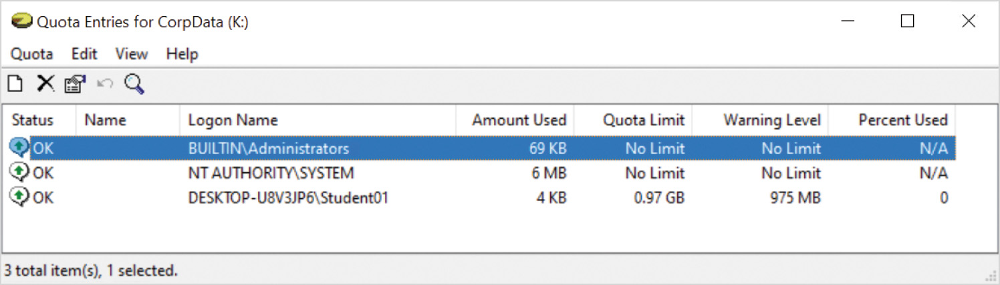 Quota Entries for CorpData (K:)
Quota Edit View Help
Status Name Logon Name Amount Used Quota Limit Warning Level Percent Used
OK BUILTIN\Administrators 69 KB No Limit No Limit N/A
OK NT AUTHORITY\SYSTEM 6 MB No Limit No Limit N/A
OK DESKTOP-U8V3JP6\Student01 4 KB 0.97 GB 975 MB 0
3 total item(s), 1 selected.